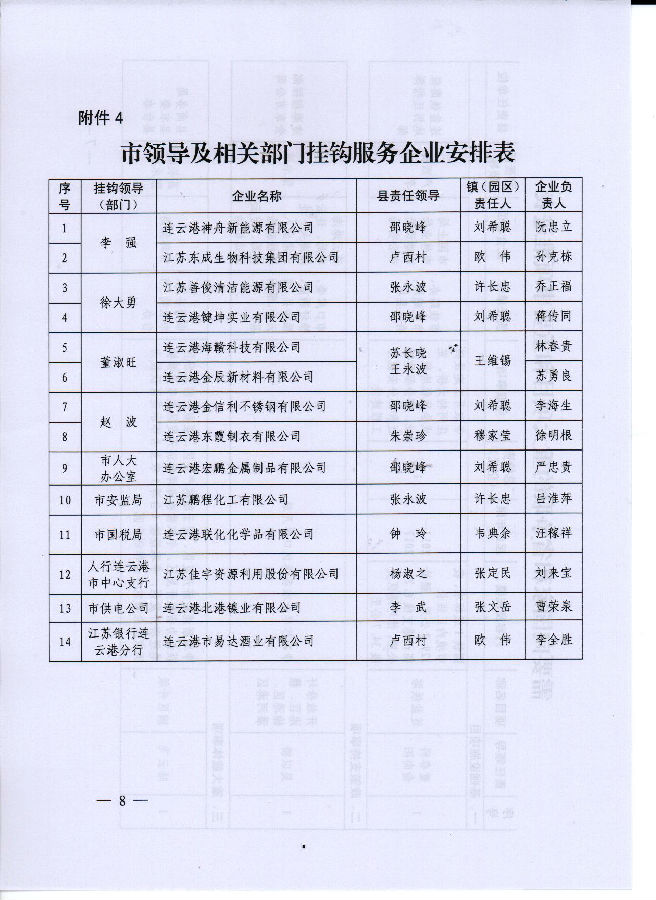 附件 4
市领导及相关部门挂钩服务企业安排表
序号 挂钩领导（部门） 企业名称 县责任领导 镇（园区）责任人 企业负责人
1 李 强 连云港神舟新能源有限公司 邵晓峰 刘希聪 阮忠立
2 江苏东成生物科技集团有限公司 卢西村 欧 伟 孙克栋
3 徐大勇 江苏善俊清洁能源有限公司 张永波 许长忠 乔正福
4 连云港键坤实业有限公司 邵晓峰 刘希聪 蒋传同
5 董淑旺 连云港海赣科技有限公司 苏长晓 王永波 王维锡 林春贵
6 连云港金辰新材料有限公司 苏勇良
7 赵 波 连云港金信利不锈钢有限公司 邵晓峰 刘希聪 李海生
8 连云港东霞制衣有限公司 朱崇珍 穆家莹 徐明根
9 市人大办公室 连云港宏鹏金属制品有限公司 邵晓峰 刘希聪 严忠贵
10 市安监局 江苏鹏程化工有限公司 张永波 许长忠 吕淮萍
11 市国税局 连云港联化化学品有限公司 钟 玲 韦典余 汪稼祥
12 人行连云港市中心支行 江苏佳宇资源利用股份有限公司 杨淑之 张定民 刘来宝
13 市供电公司 连云港北港镍业有限公司 李 武 张文岳 曹荣泉
14 江苏银行连云港分行 连云港市易达酒业有限公司 卢西村 欧 伟 李全胜
— 8 —